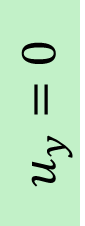 u_y = 0